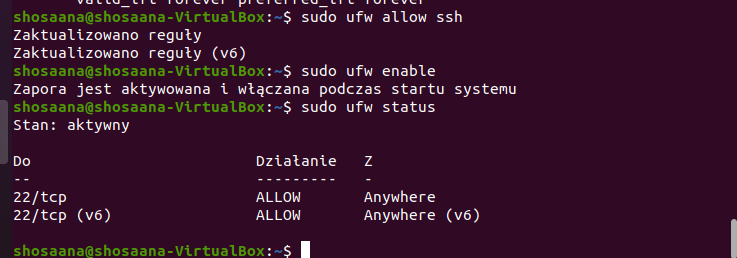 valid_lft forever preferred_lft forever
shosaana@shosaana-VirtualBox:~$ sudo ufw allow ssh
Zaktualizowano reguły
Zaktualizowano reguły (v6)
shosaana@shosaana-VirtualBox:~$ sudo ufw enable
Zapora jest aktywowana i włączana podczas startu systemu
shosaana@shosaana-VirtualBox:~$ sudo ufw status
Stan: aktywny
Do Działanie Z
-- --------- -
22/tcp ALLOW Anywhere
22/tcp (v6) ALLOW Anywhere (v6)
shosaana@shosaana-VirtualBox:~$